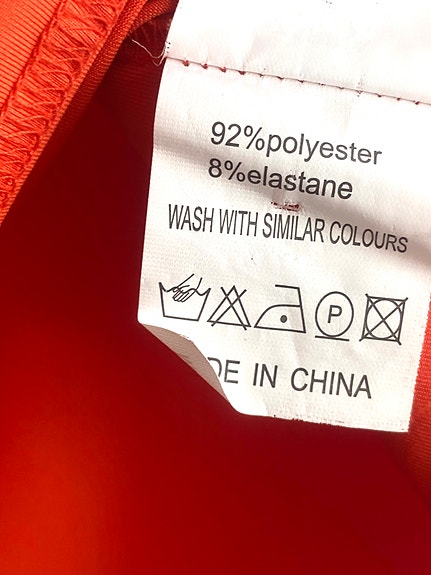 92%polyester
8%elastane
WASH WITH SIMILAR COLOURS
P
DE IN CHINA